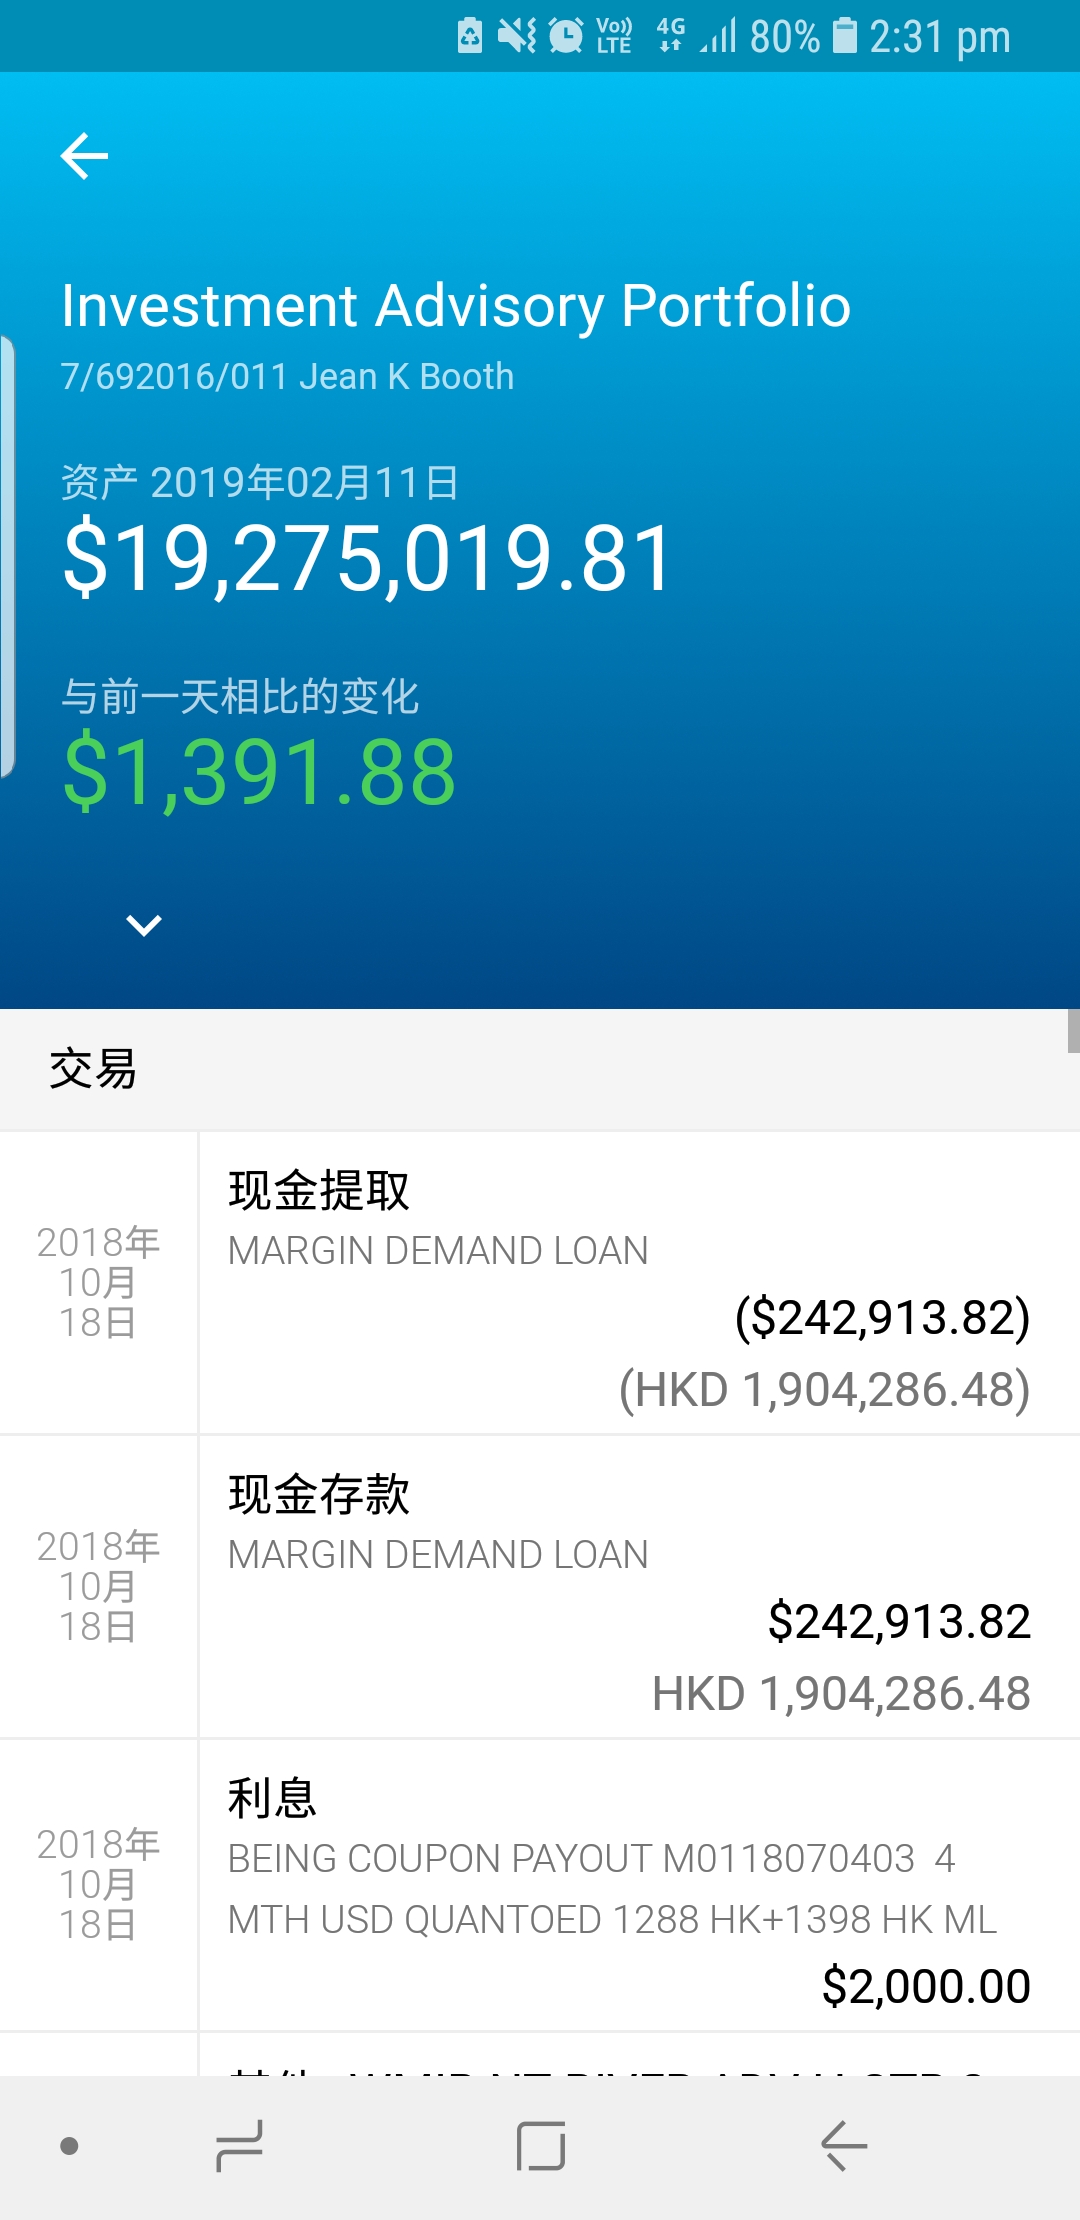 Vo)) LTE 4G 80% 2:31 pm
Investment Advisory Portfolio
7/692016/011 Jean K Booth
资产 2019年02月11日
$19,275,019.81
与前一天相比的变化
$1,391.88
交易
2018年
10月
18日
现金提取
MARGIN DEMAND LOAN
($242,913.82)
(HKD 1,904,286.48)
2018年
10月
18日
现金存款
MARGIN DEMAND LOAN
$242,913.82
HKD 1,904,286.48
2018年
10月
18日
利息
BEING COUPON PAYOUT M0118070403  4
MTH USD QUANTOED 1288 HK+1398 HK ML
$2,000.00